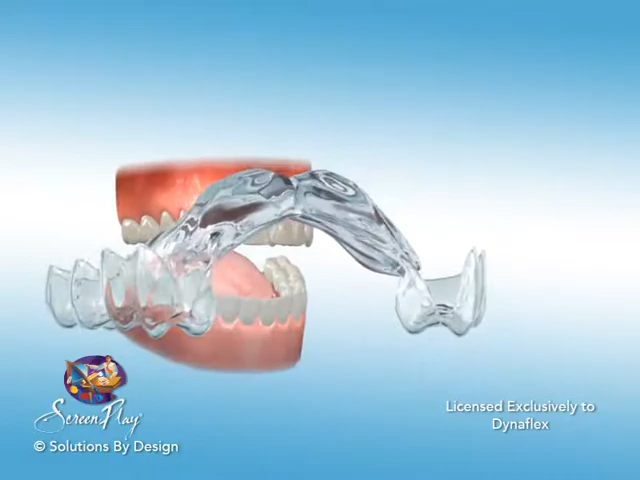 ScreenPlay®
© Solutions By Design
Licensed Exclusively to
Dynaflex